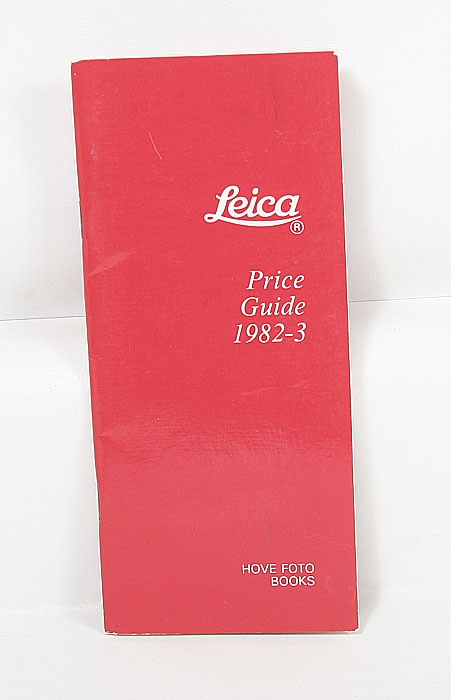 Leica®
Price
Guide
1982-3
HOVE FOTO
BOOKS